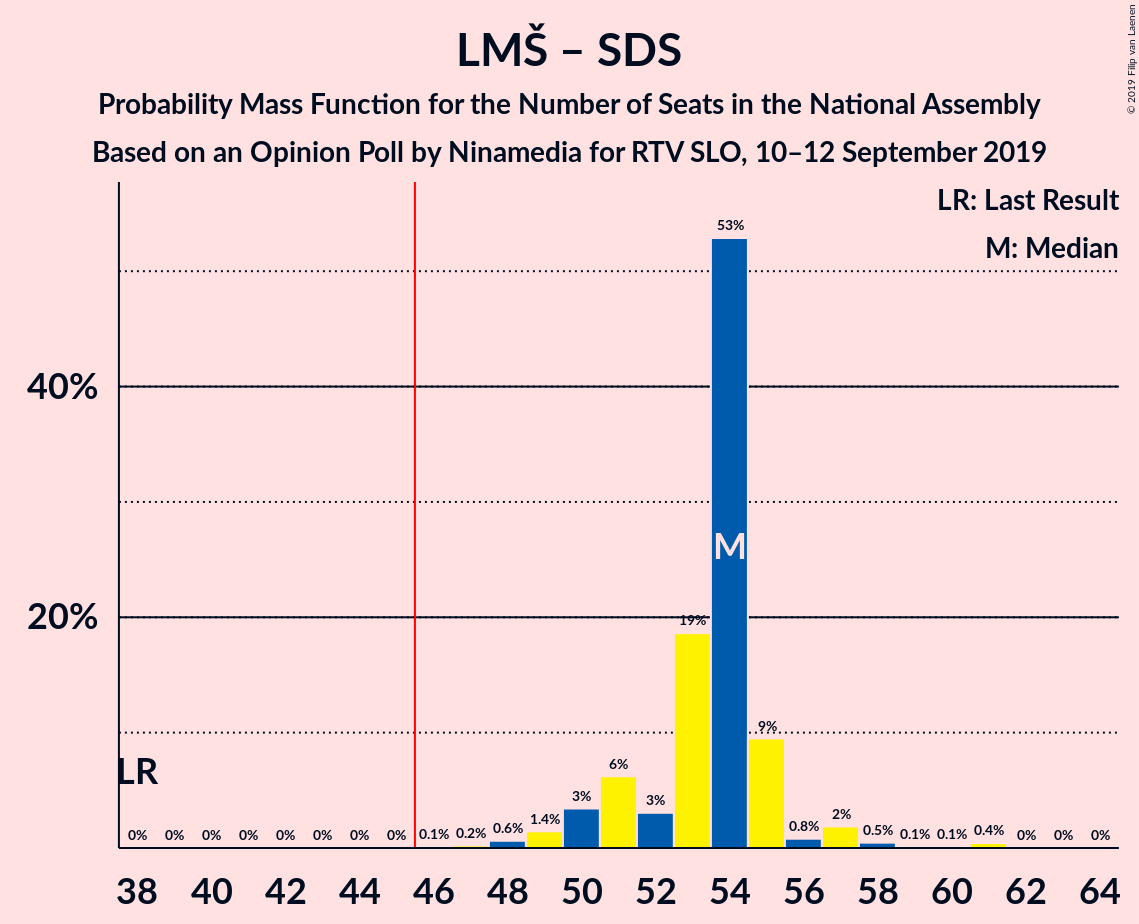 LMŠ – SDS
Probability Mass Function for the Number of Seats in the National Assembly
Based on an Opinion Poll by Ninamedia for RTV SLO, 10–12 September 2019
© 2019 Filip van Laenen
LR: Last Result
M: Median
53%
40%
M
20%
19%
9%
LR
6%
3%
3%
2%
1.4%
0% 0% 0% 0% 0% 0% 0% 0% 0.1% 0.2% 0.6% 0.8% 0.5% 0.1% 0.1% 0.4% 0% 0% 0%
38 40 42 44 46 48 50 52 54 56 58 60 62 64